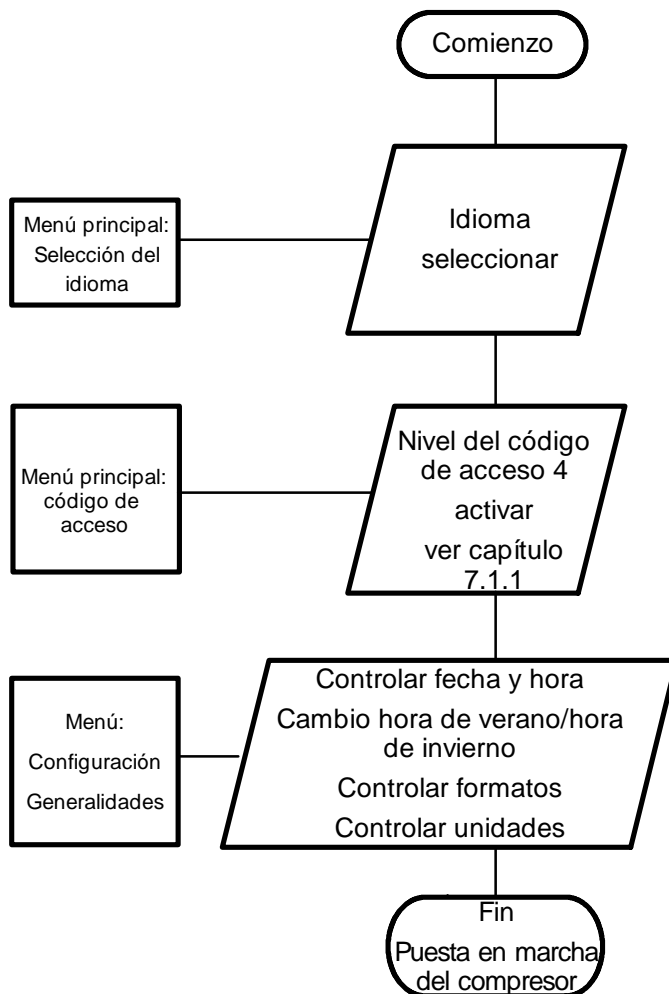 Comienzo
Menú principal:
Selección del
idioma
Idioma
seleccionar
Menú principal:
código de
acceso
Nivel del código
de acceso 4
activar
ver capítulo
7.1.1
Menú:
Configuración
Generalidades
Controlar fecha y hora
Cambio hora de verano/hora
de invierno
Controlar formatos
Controlar unidades
Fin
Puesta en marcha
del compresor